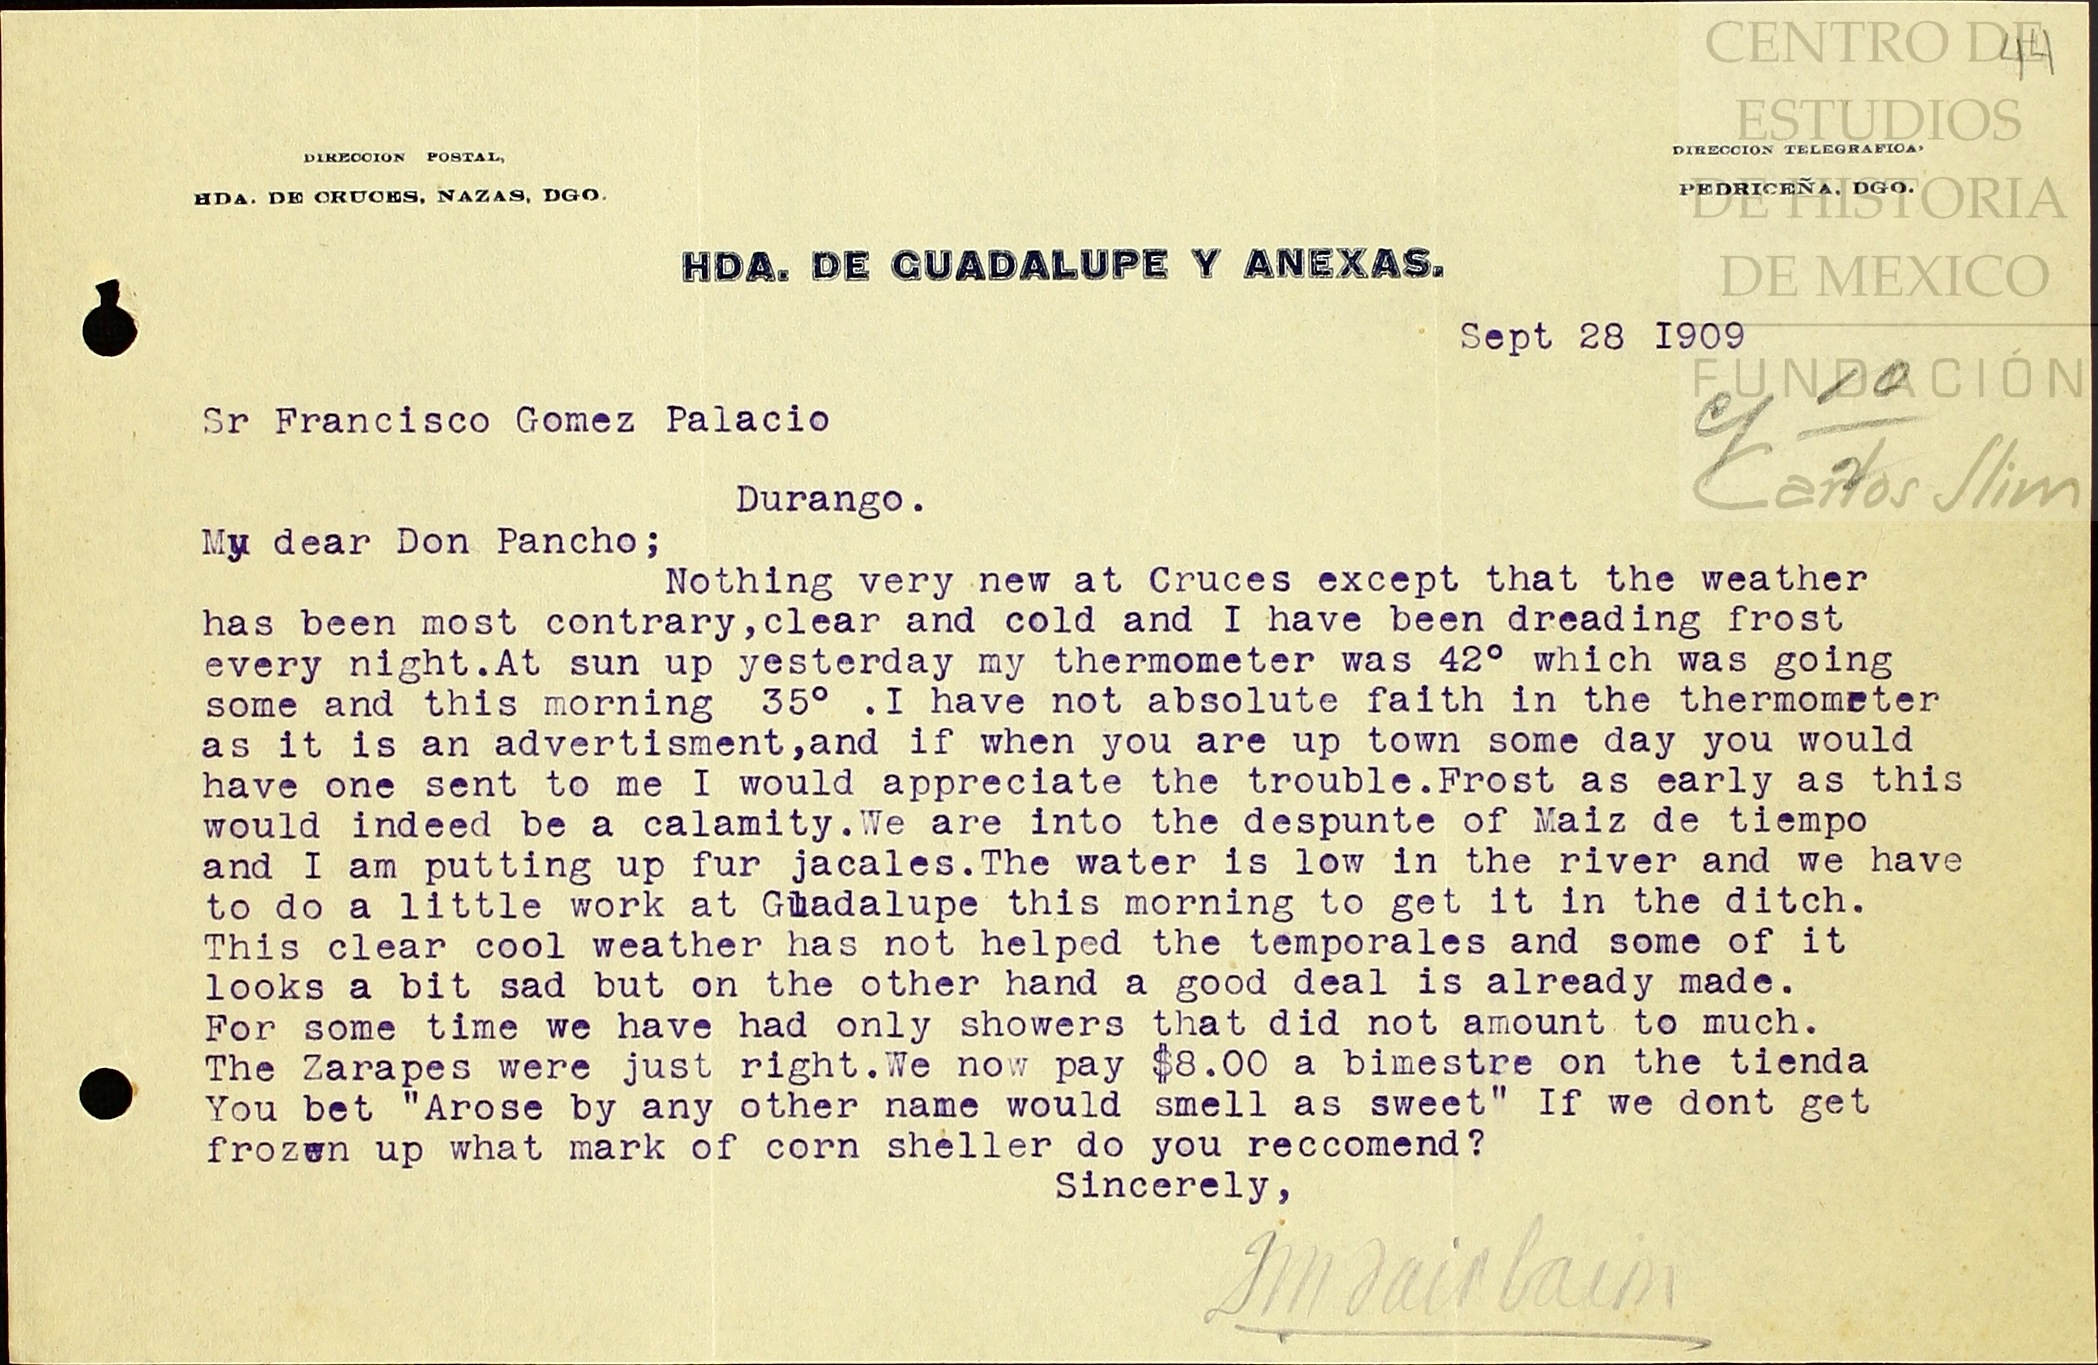 CENTRO DE
44
ESTUDIOS
DE HISTORIA
DE MEXICO
FUNDACIÓN
Carlos Slim
DIRECCION POSTAL,
HDA. DE CRUCES, NAZAS, DGO.
DIRECCION TELEGRAFICA,
PEDRICEÑA, DGO.
HDA. DE GUADALUPE Y ANEXAS.
Sept 28 I909
Sr Francisco Gomez Palacio
Durango.
My dear Don Pancho;
Nothing very new at Cruces except that the weather
has been most contrary,clear and cold and I have been dreading frost
every night.At sun up yesterday my thermometer was 42° which was going
some and this morning 35° .I have not absolute faith in the thermometer
as it is an advertisment,and if when you are up town some day you would
have one sent to me I would appreciate the trouble.Frost as early as this
would indeed be a calamity.We are into the despunte of Maiz de tiempo
and I am putting up fur jacales.The water is low in the river and we have
to do a little work at Guadalupe this morning to get it in the ditch.
This clear cool weather has not helped the temporales and some of it
looks a bit sad but on the other hand a good deal is already made.
For some time we have had only showers that did not amount to much.
The Zarapes were just right.We now pay $8.00 a bimestre on the tienda
You bet "Arose by any other name would smell as sweet" If we dont get
frozen up what mark of corn sheller do you reccomend?
Sincerely,